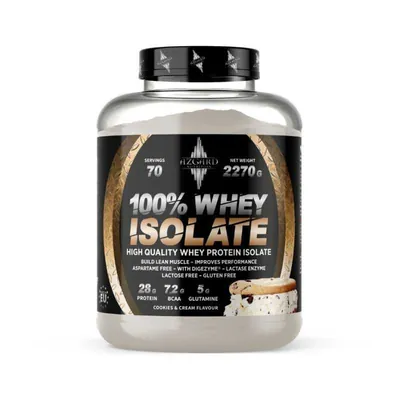 AZGARD
SERVINGS
70
NET WEIGHT
2270G
100% WHEY
ISOLATE
HIGH QUALITY WHEY PROTEIN ISOLATE
BUILD LEAN MUSCLE – IMPROVES PERFORMANCE
ASPARTAME FREE – WITH DIGEZYME® – LACTASE ENZYME
LACTOSE FREE – GLUTEN FREE
28G 7.2G 5G
PROTEIN BCAA GLUTAMINE
COOKIES & CREAM FLAVOUR